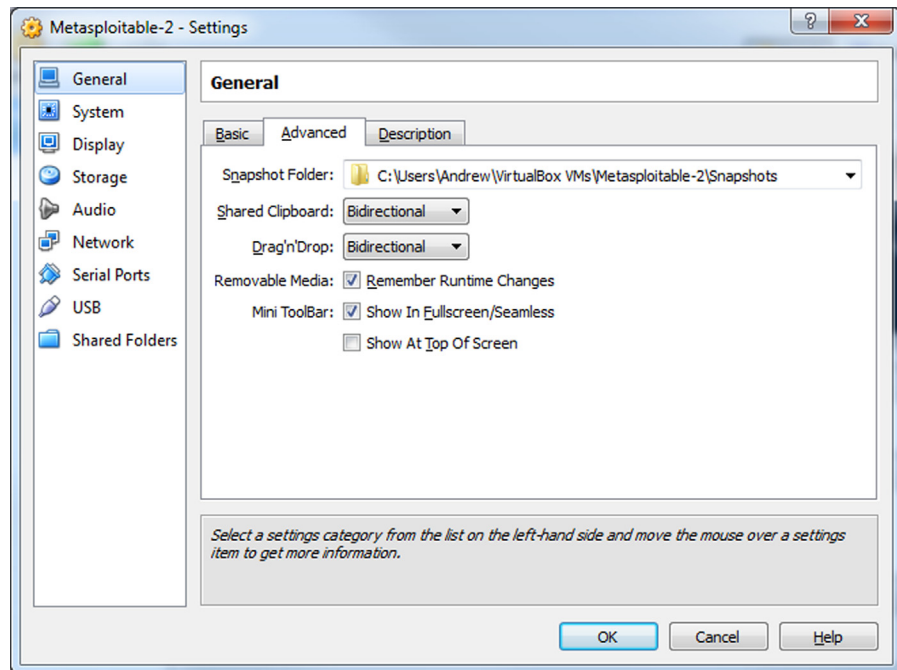 Metasploitable-2 - Settings
General
System
Display
Storage
Audio
Network
Serial Ports
USB
Shared Folders
General
Basic Advanced Description
Snapshot Folder: C:\Users\Andrew\VirtualBox VMs\Metasploitable-2\Snapshots
Shared Clipboard: Bidirectional
Drag'n'Drop: Bidirectional
Removable Media: Remember Runtime Changes
Mini ToolBar: Show In Fullscreen/Seamless
Show At Top Of Screen
Select a settings category from the list on the left-hand side and move the mouse over a settings
item to get more information.
OK Cancel Help